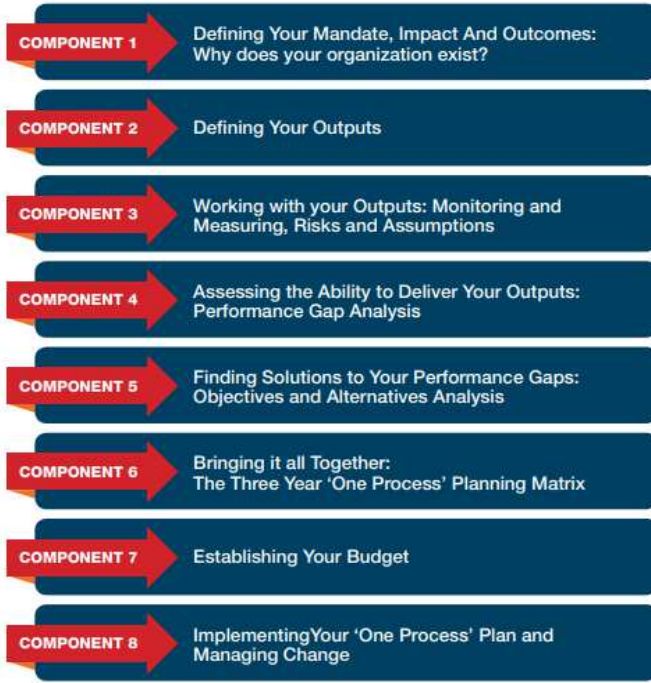 COMPONENT 1
Defining Your Mandate, Impact And Outcomes:
Why does your organization exist?
COMPONENT 2
Defining Your Outputs
COMPONENT 3
Working with your Outputs: Monitoring and
Measuring, Risks and Assumptions
COMPONENT 4
Assessing the Ability to Deliver Your Outputs:
Performance Gap Analysis
COMPONENT 5
Finding Solutions to Your Performance Gaps:
Objectives and Alternatives Analysis
COMPONENT 6
Bringing it all Together:
The Three Year ‘One Process’ Planning Matrix
COMPONENT 7
Establishing Your Budget
COMPONENT 8
ImplementingYour ‘One Process’ Plan and
Managing Change